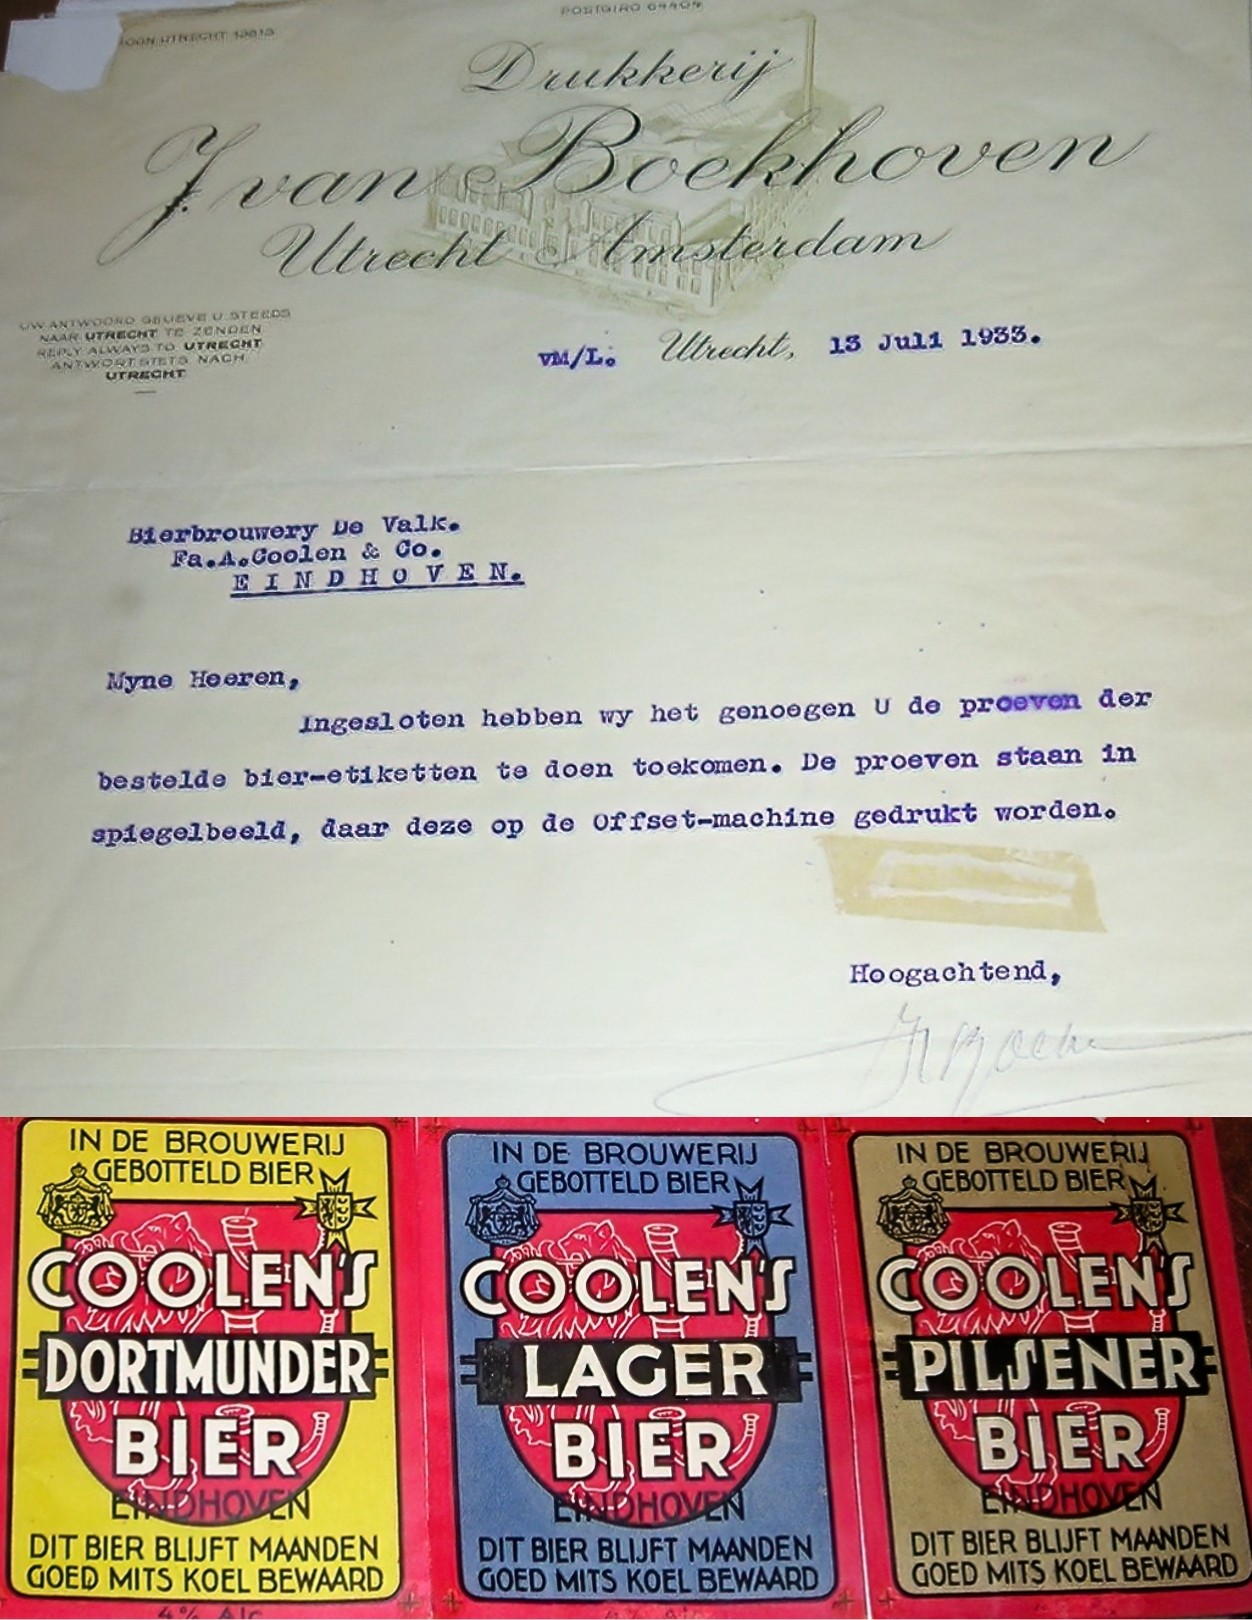 POSTGIRO 64404
UTRECHT 13813
Drukkerij
J. van Boekhoven
Utrecht Amsterdam
UW ANTWOORD GELIEVE U STEEDS
NAAR UTRECHT TE ZENDEN
REPLY ALWAYS TO UTRECHT
ANTWORT STETS NACH
UTRECHT
vM/L. Utrecht, 13 Juli 1933.
Bierbrouwery De Valk.
Fa.A.Coolen & Co.
EINDHOVEN.
Myne Heeren,
Ingesloten hebben wy het genoegen U de proeven der
bestelde bier-etiketten te doen toekomen. De proeven staan in
spiegelbeeld, daar deze op de Offset-machine gedrukt worden.
Hoogachtend,
IN DE BROUWERIJ
GEBOTTELD BIER
COOLEN'S
DORTMUNDER
BIER
EINDHOVEN
DIT BIER BLIJFT MAANDEN
GOED MITS KOEL BEWAARD
4% Alc
IN DE BROUWERIJ
GEBOTTELD BIER
COOLEN'S
LAGER
BIER
EINDHOVEN
DIT BIER BLIJFT MAANDEN
GOED MITS KOEL BEWAARD
IN DE BROUWERIJ
GEBOTTELD BIER
COOLEN'S
PILSENER
BIER
EINDHOVEN
DIT BIER BLIJFT MAANDEN
GOED MITS KOEL BEWAARD